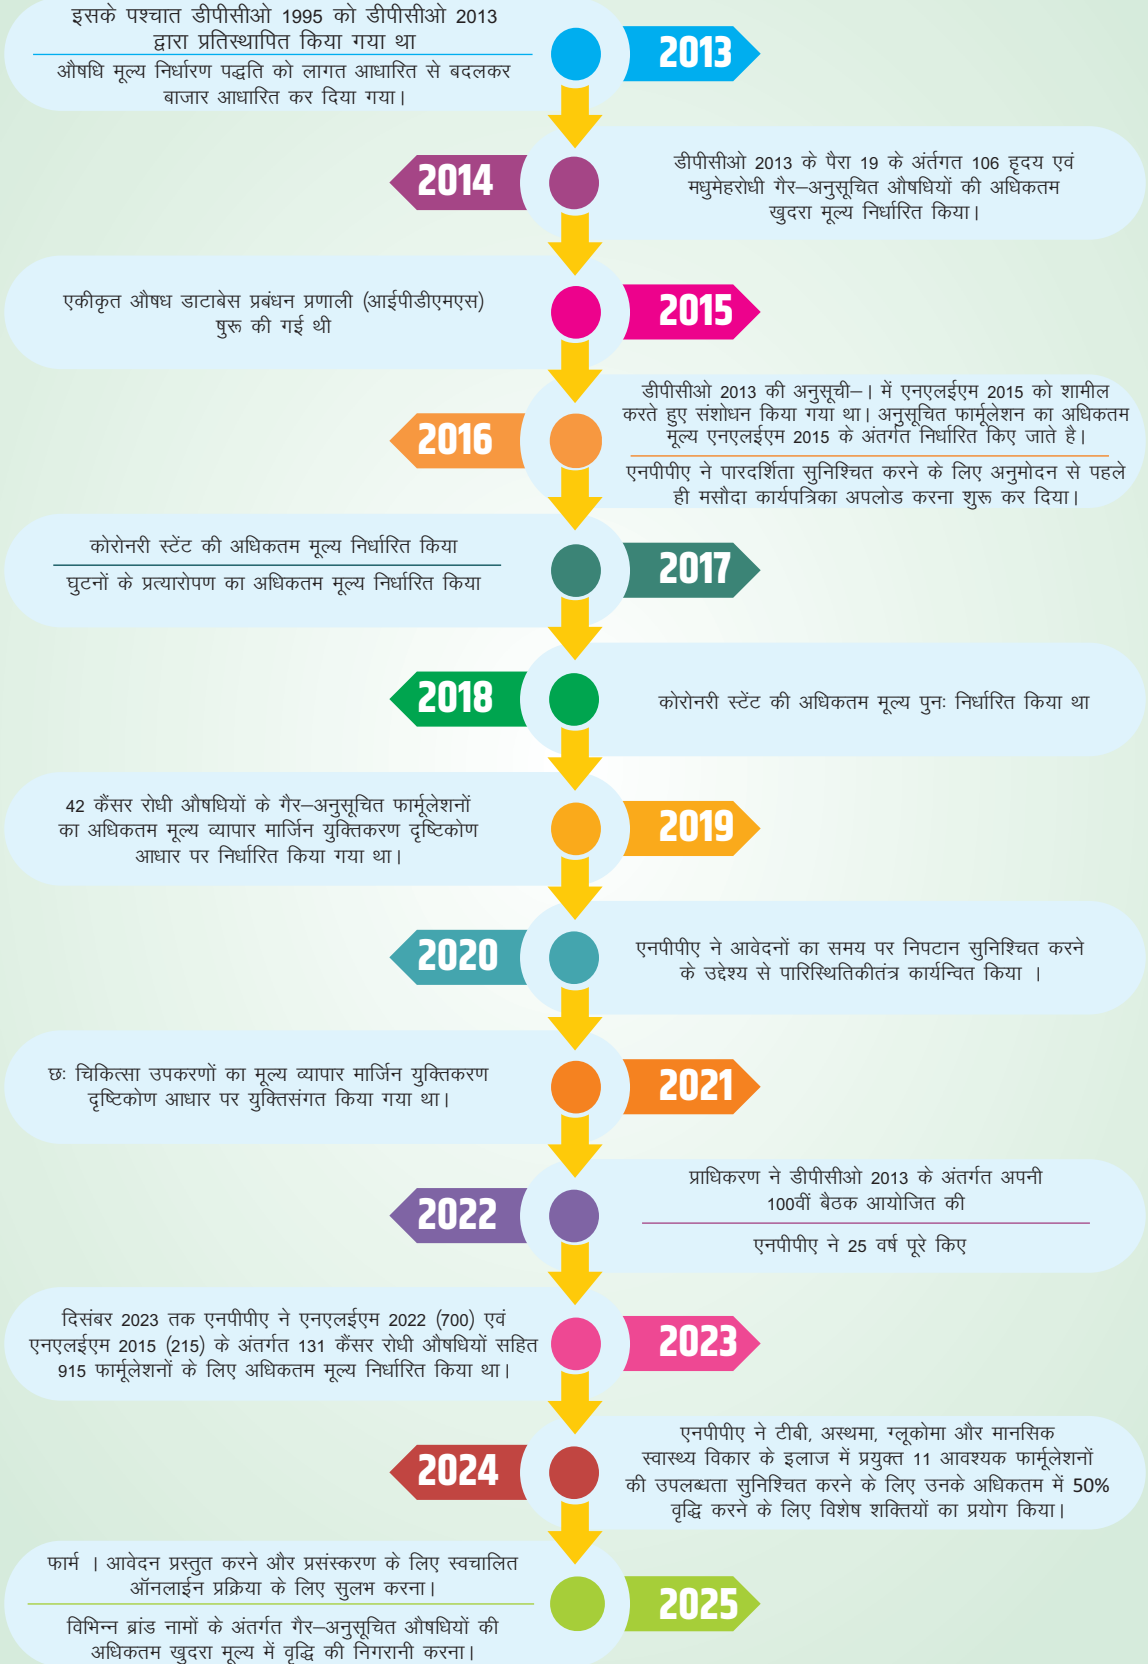 इसके पश्चात डीपीसीओ 1995 को डीपीसीओ 2013
द्वारा प्रतिस्थापित किया गया था
औषधि मूल्य निर्धारण पद्धति को लागत आधारित से बदलकर
बाजार आधारित कर दिया गया।
2013
2014
डीपीसीओ 2013 के पैरा 19 के अंर्तगत 106 हृदय एवं
मधुमेहरोधी गैर–अनुसूचित औषधियों की अधिकतम
खुदरा मूल्य निर्धारित किया।
एकीकृत औषध डाटाबेस प्रबंधन प्रणाली (आईपीडीएमएस)
षुरू की गई थी
2015
2016
डीपीसीओ 2013 की अनुसूची–। में एनएलईएम 2015 को शामील
करते हुए संशोधन किया गया था। अनुसूचित फार्मूलेशन का अधिकतम
मूल्य एनएलईएम 2015 के अंतर्गत निर्धारित किए जाते है।
एनपीपीए ने पारदर्शिता सुनिश्चित करने के लिए अनुमोदन से पहले
ही मसौदा कार्यपत्रिका अपलोड करना शुरू कर दिया।
कोरोनरी स्टेंट की अधिकतम मूल्य निर्धारित किया
घुटनों के प्रत्यारोपण का अधिकतम मूल्य निर्धारित किया
2017
2018
कोरोनरी स्टेंट की अधिकतम मूल्य पुनः निर्धारित किया था
42 कैंसर रोधी औषधियों के गैर–अनुसूचित फार्मूलेशनों
का अधिकतम मूल्य व्यापार मार्जिन युक्तिकरण दृष्टिकोण
आधार पर निर्धारित किया गया था।
2019
2020
एनपीपीए ने आवेदनों का समय पर निपटान सुनिश्चित करने
के उद्देश्य से पारिस्थितिकीतंत्र कार्यन्वित किया ।
छः चिकित्सा उपकरणों का मूल्य व्यापार मार्जिन युक्तिकरण
दृष्टिकोण आधार पर युक्तिसंगत किया गया था।
2021
2022
प्राधिकरण ने डीपीसीओ 2013 के अंतर्गत अपनी
100वीं बैठक आयोजित की
एनपीपीए ने 25 वर्ष पूरे किए
दिसंबर 2023 तक एनपीपीए ने एनएलईएम 2022 (700) एवं
एनएलईएम 2015 (215) के अंतर्गत 131 कैंसर रोधी औषधियों सहित
915 फार्मूलेशनों के लिए अधिकतम मूल्य निर्धारित किया था।
2023
2024
एनपीपीए ने टीबी, अस्थमा, ग्लूकोमा और मानसिक
स्वास्थ्य विकार के इलाज में प्रयुक्त 11 आवश्यक फार्मूलेशनों
की उपलब्धता सुनिश्चित करने के लिए उनके अधिकतम में 50%
वृद्धि करने के लिए विशेष शक्तियों का प्रयोग किया।
फार्म । आवेदन प्रस्तुत करने और प्रसंस्करण के लिए स्वचालित
ऑनलाईन प्रक्रिया के लिए सुलभ करना।
विभिन्न ब्रांड नामों के अंतर्गत गैर–अनुसूचित औषधियों की
अधिकतम खुदरा मूल्य में वृद्धि की निगरानी करना।
2025